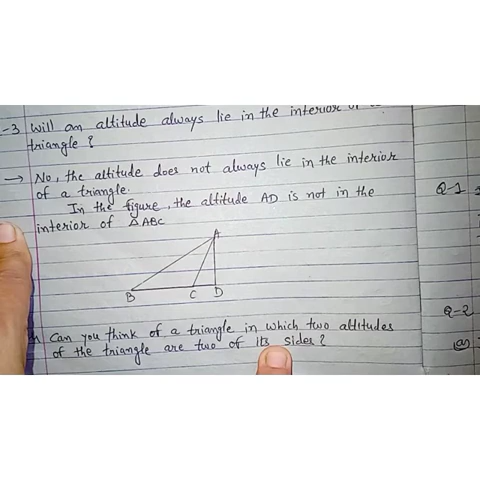 -3 Will an altitude always lie in the interior of
triangle ?
→ No, the altitude does not always lie in the interior
of a triangle.
In the figure, the altitude AD is not in the
interior of △ABC
A
B C D
Can you think of a triangle in which two altitudes
of the triangle are two of its sides ?
Q-1
Q-2
(a)